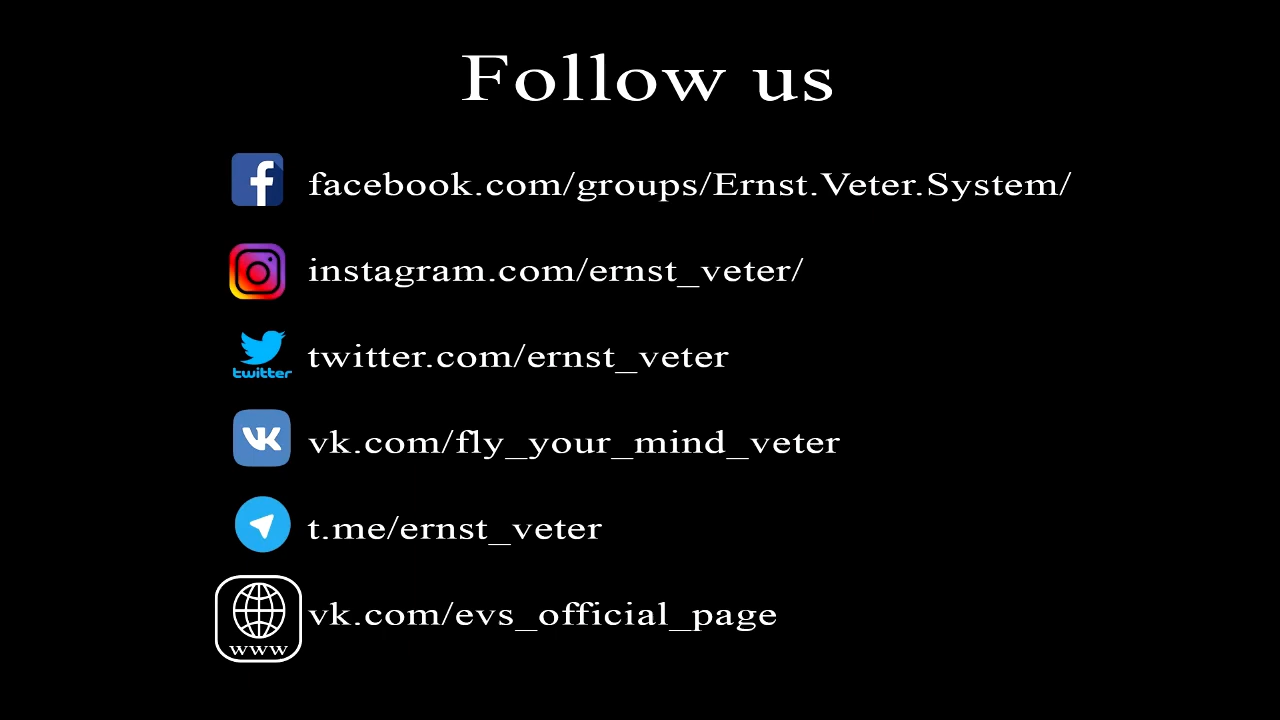 Follow us
facebook.com/groups/Ernst.Veter.System/
instagram.com/ernst_veter/
twitter.com/ernst_veter
twitter
vk.com/fly_your_mind_veter
t.me/ernst_veter
vk.com/evs_official_page
www